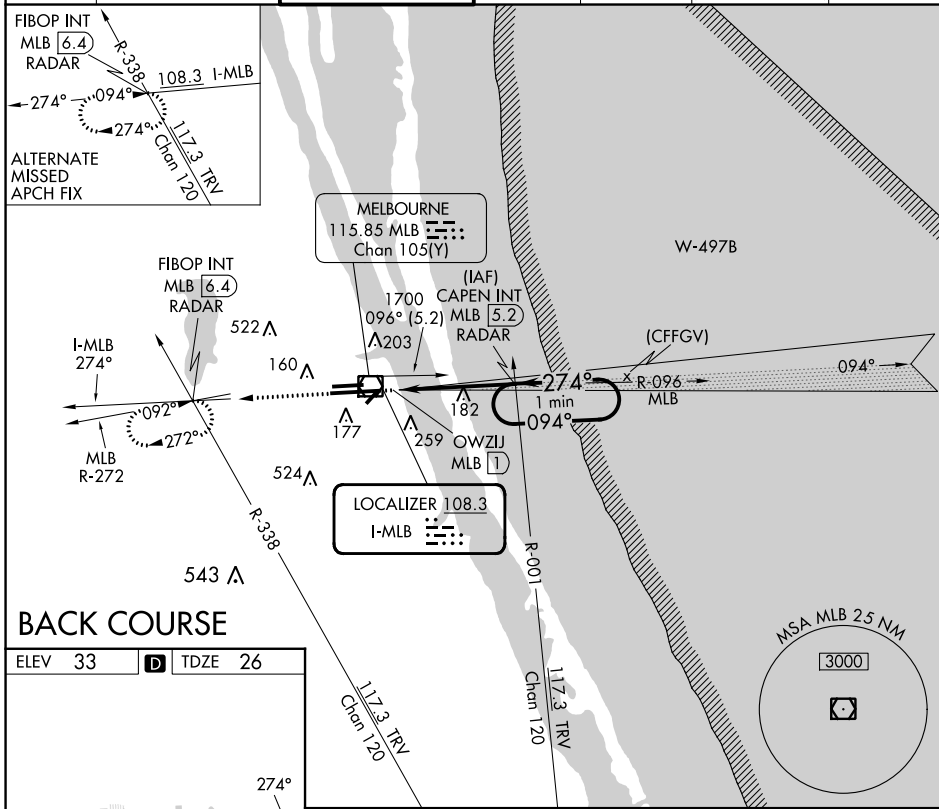 FIBOP INT
MLB 6.4
RADAR
R-338
108.3 I-MLB
274°
094°
274°
117.3 TRV
Chan 120
ALTERNATE
MISSED
APCH FIX
MELBOURNE
115.85 MLB
Chan 105(Y)
W-497B
FIBOP INT
MLB 6.4
RADAR
(IAF)
CAPEN INT
MLB 5.2
RADAR
1700
096° (5.2)
(CFFGV)
522
203
I-MLB
274°
160
094°
274°
R-096
MLB
1 min
094°
092°
272°
182
177
259
OWZIJ
MLB 1
MLB
R-272
524
LOCALIZER 108.3
I-MLB
R-338
R-001
543
BACK COURSE
MSA MLB 25 NM
3000
ELEV 33 D TDZE 26
117.3 TRV
Chan 120
117.3 TRV
Chan 120
274°